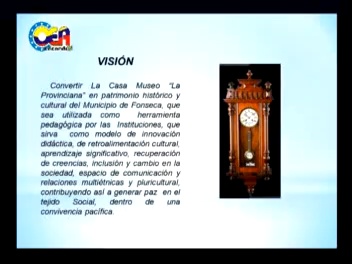 CEA
VISIÓN
Convertir La Casa Museo “La
Provinciana” en patrimonio histórico y
cultural del Municipio de Fonseca, que
sea utilizada como herramienta
pedagógica por las Instituciones, que
sirva como modelo de innovación
didáctica, de retroalimentación cultural,
aprendizaje significativo, recuperación
de creencias, inclusión y cambio en la
sociedad, espacio de comunicación y
relaciones multiétnicas y pluricultural,
contribuyendo así a generar paz en el
tejido Social, dentro de una
convivencia pacífica.